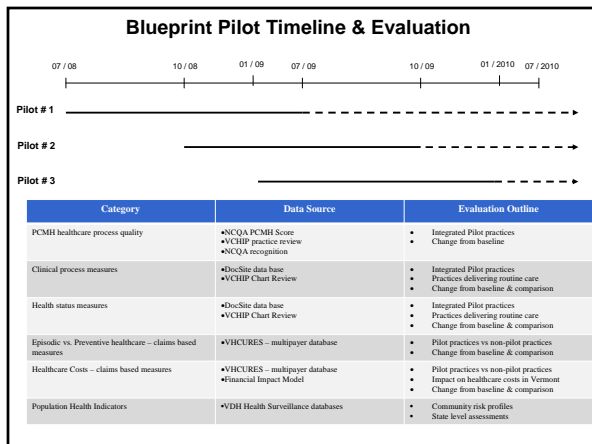 Blueprint Pilot Timeline & Evaluation
07 / 08 10 / 08 01 / 09 07 / 09 10 / 09 01 / 2010 07 / 2010
Pilot # 1
Pilot # 2
Pilot # 3
Category Data Source Evaluation Outline
PCMH healthcare process quality •NCQA PCMH Score • Integrated Pilot practices
•VCHIP practice review • Change from baseline
•NCQA recognition
Clinical process measures •DocSite data base • Integrated Pilot practices
•VCHIP Chart Review • Practices delivering routine care
• Change from baseline & comparison
Health status measures •DocSite data base • Integrated Pilot practices
•VCHIP Chart Review • Practices delivering routine care
• Change from baseline & comparison
Episodic vs. Preventive healthcare – claims based •VHCURES – multipayer database • Pilot practices vs non-pilot practices
measures • Change from baseline & comparison
Healthcare Costs – claims based measures •VHCURES – multipayer database • Pilot practices vs non-pilot practices
•Financial Impact Model • Impact on healthcare costs in Vermont
• Change from baseline & comparison
Population Health Indicators •VDH Health Surveillance databases • Community risk profiles
• State level assessments